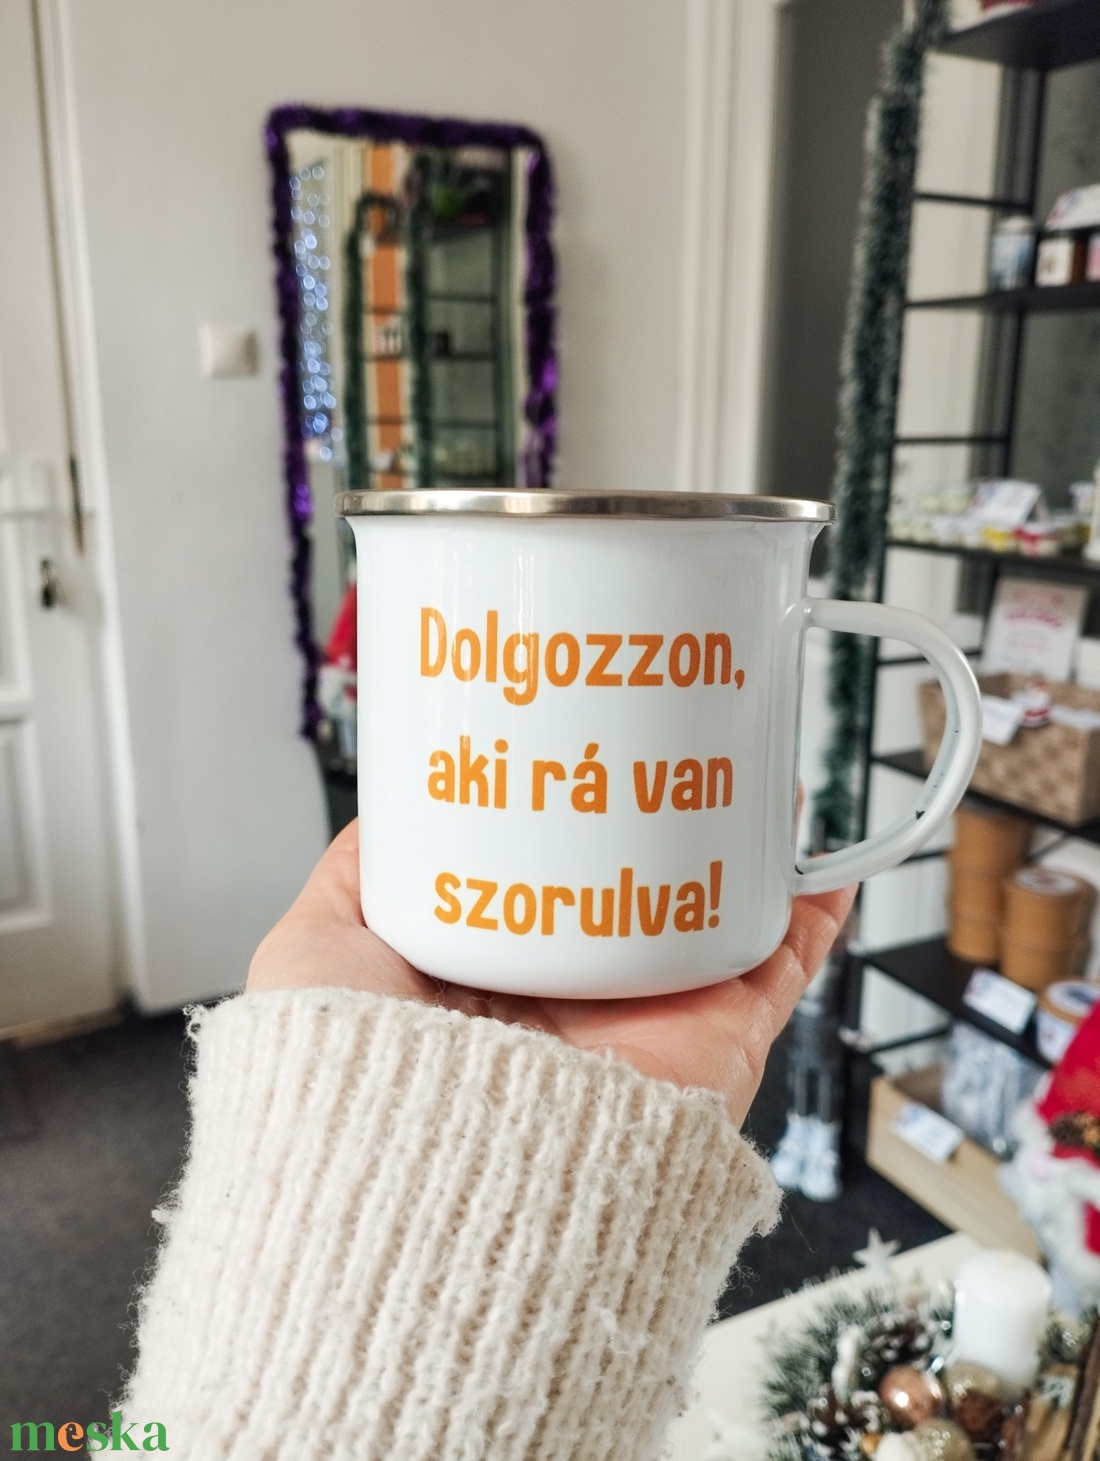 Dolgozzon,
aki rá van
szorulva!
meska